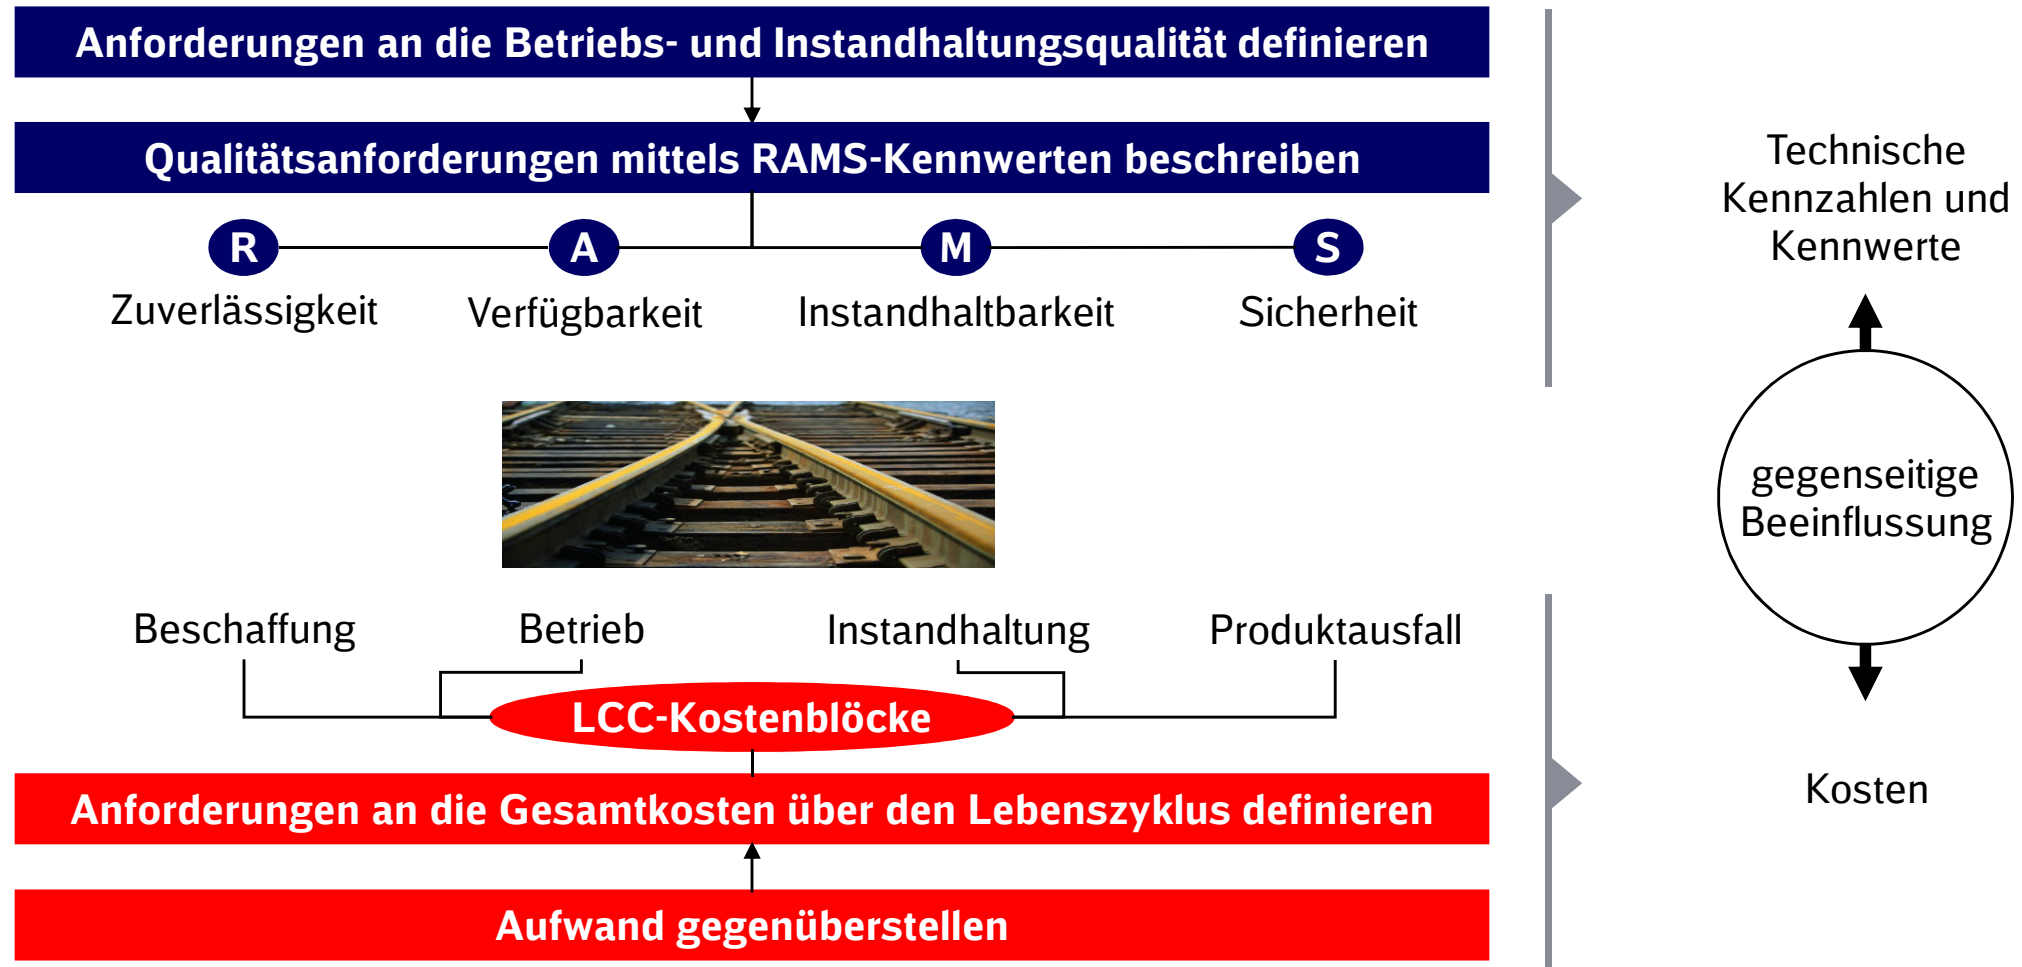 Anforderungen an die Betriebs- und Instandhaltungsqualität definieren
Qualitätsanforderungen mittels RAMS-Kennwerten beschreiben
R
A
M
S
Zuverlässigkeit
Verfügbarkeit
Instandhaltbarkeit
Sicherheit
Technische
Kennzahlen und
Kennwerte
gegenseitige
Beeinflussung
Beschaffung
Betrieb
Instandhaltung
Produktausfall
LCC-Kostenblöcke
Anforderungen an die Gesamtkosten über den Lebenszyklus definieren
Kosten
Aufwand gegenüberstellen